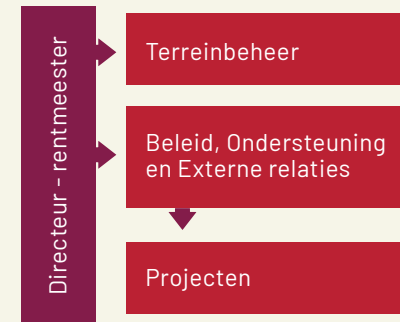 Directeur - rentmeester
Terreinbeheer
Beleid, Ondersteuning
en Externe relaties
Projecten